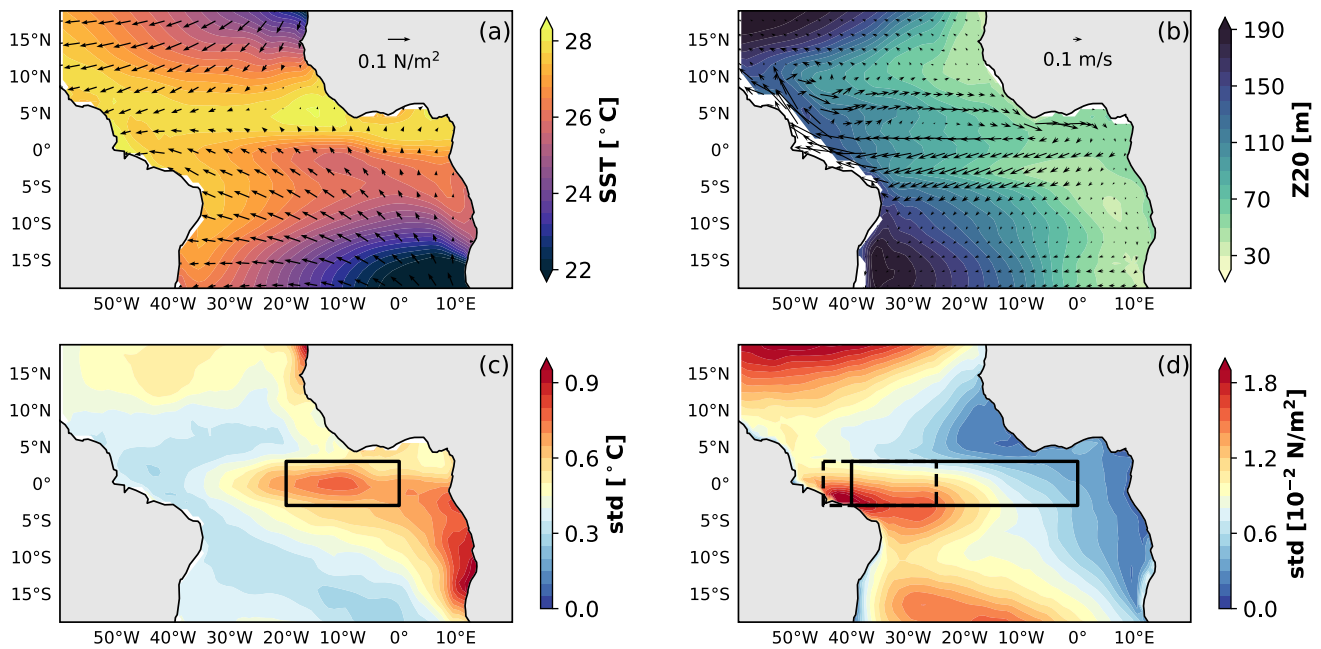 (a)
0.1 N/m²
15°N
10°N
5°N
0°
5°S
10°S
15°S
50°W 40°W 30°W 20°W 10°W 0° 10°E
28
26
24
22
SST [°C]
(b)
0.1 m/s
15°N
10°N
5°N
0°
5°S
10°S
15°S
50°W 40°W 30°W 20°W 10°W 0° 10°E
190
150
110
70
30
Z20 [m]
(c)
15°N
10°N
5°N
0°
5°S
10°S
15°S
50°W 40°W 30°W 20°W 10°W 0° 10°E
0.9
0.6
0.3
0.0
std [°C]
(d)
15°N
10°N
5°N
0°
5°S
10°S
15°S
50°W 40°W 30°W 20°W 10°W 0° 10°E
1.8
1.2
0.6
0.0
std [10⁻² N/m²]